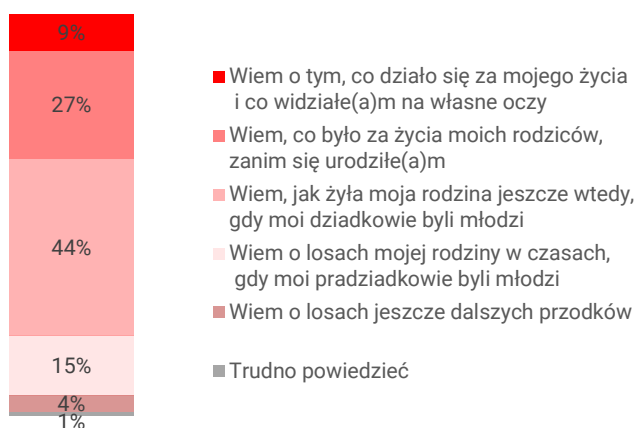 9%
27%
44%
15%
4%
1%
Wiem o tym, co działo się za mojego życia
i co widziałe(a)m na własne oczy
Wiem, co było za życia moich rodziców,
zanim się urodziłe(a)m
Wiem, jak żyła moja rodzina jeszcze wtedy,
gdy moi dziadkowie byli młodzi
Wiem o losach mojej rodziny w czasach,
gdy moi pradziadkowie byli młodzi
Wiem o losach jeszcze dalszych przodków
Trudno powiedzieć